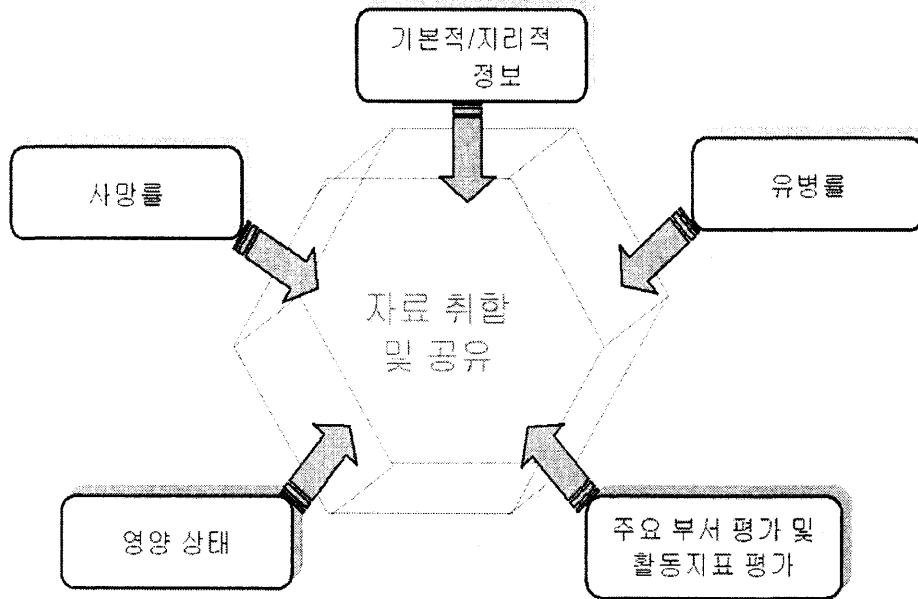 기본적/지리적
정보
사망률
유병률
자료 취합
및 공유
영양 상태
주요 부서 평가 및
활동지표 평가